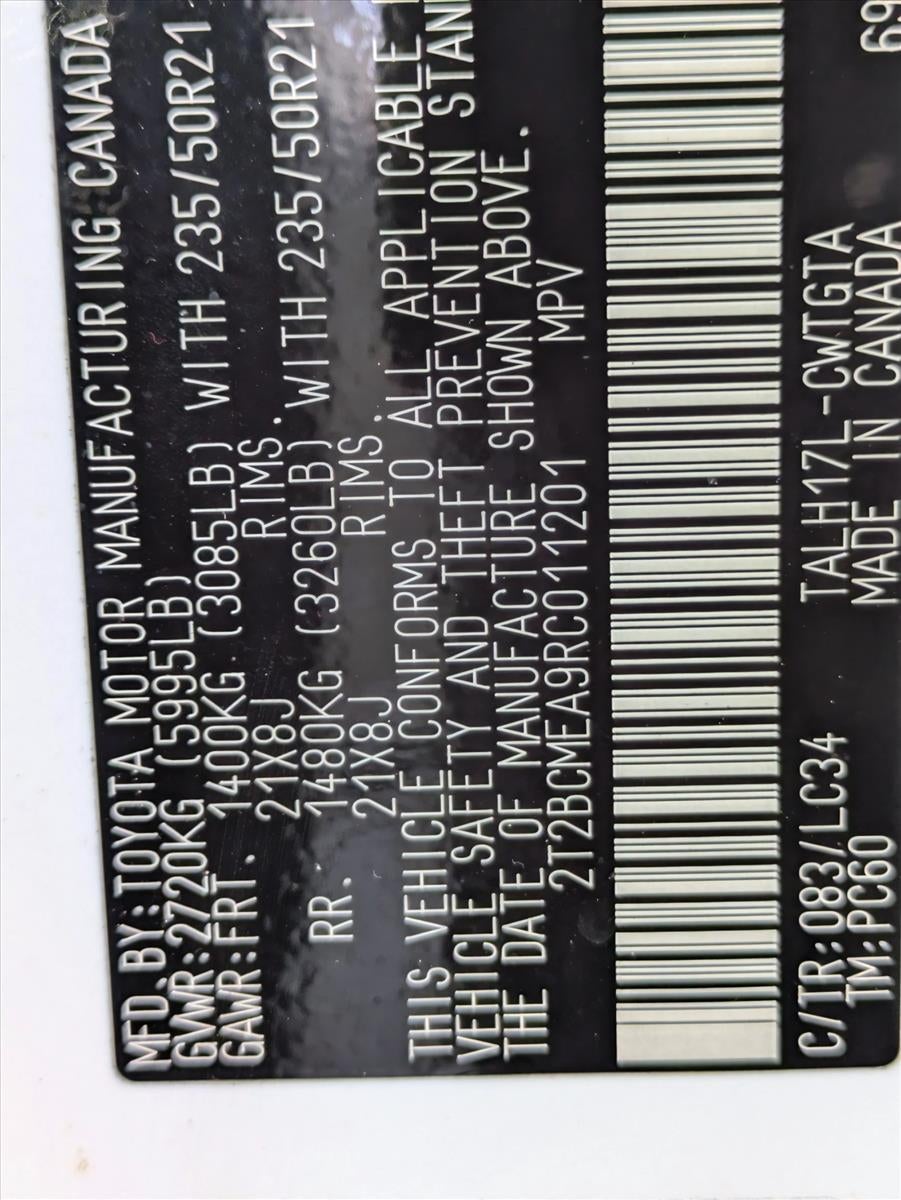 MFD. BY: TOYOTA MOTOR MANUFACTURING CANADA
GVWR: 2720KG (5995LB)
GAWR: FRT. 1400KG (3085LB) WITH 235/50R21
21X8J RIMS.
RR. 1480KG (3260LB) WITH 235/50R21
21X8J RIMS.
THIS VEHICLE CONFORMS TO ALL APPLICABLE
VEHICLE SAFETY AND THEFT PREVENTION STAN
THE DATE OF MANUFACTURE SHOWN ABOVE.
2T2BCMEA9RC011201 MPV
C/TR: 083/LC34 TALH17L-CWTGTA 69
TM: PC60 MADE IN CANADA